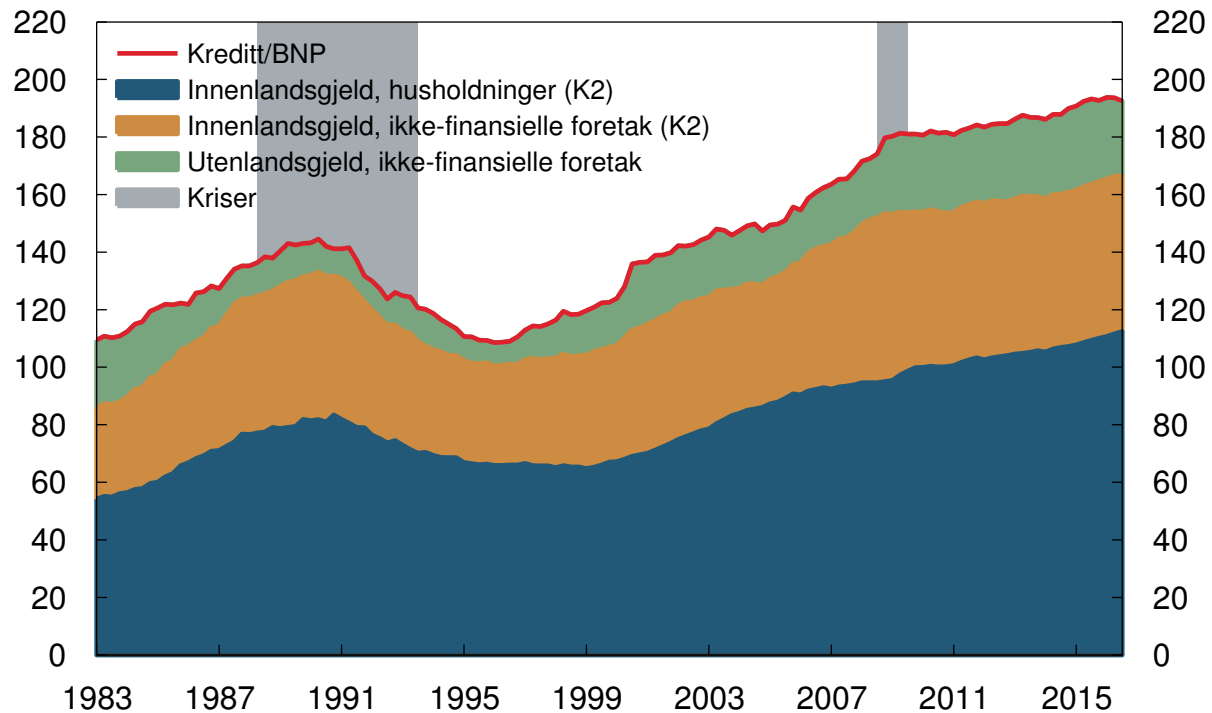 220 220
Kreditt/BNP
200 200
Innenlandsgjeld, husholdninger (K2)
180 180
Innenlandsgjeld, ikke-finansielle foretak (K2)
Utenlandsgjeld, ikke-finansielle foretak
160 160
Kriser
140 140
120 120
100 100
80 80
60 60
40 40
20 20
0 0
1983 1987 1991 1995 1999 2003 2007 2011 2015